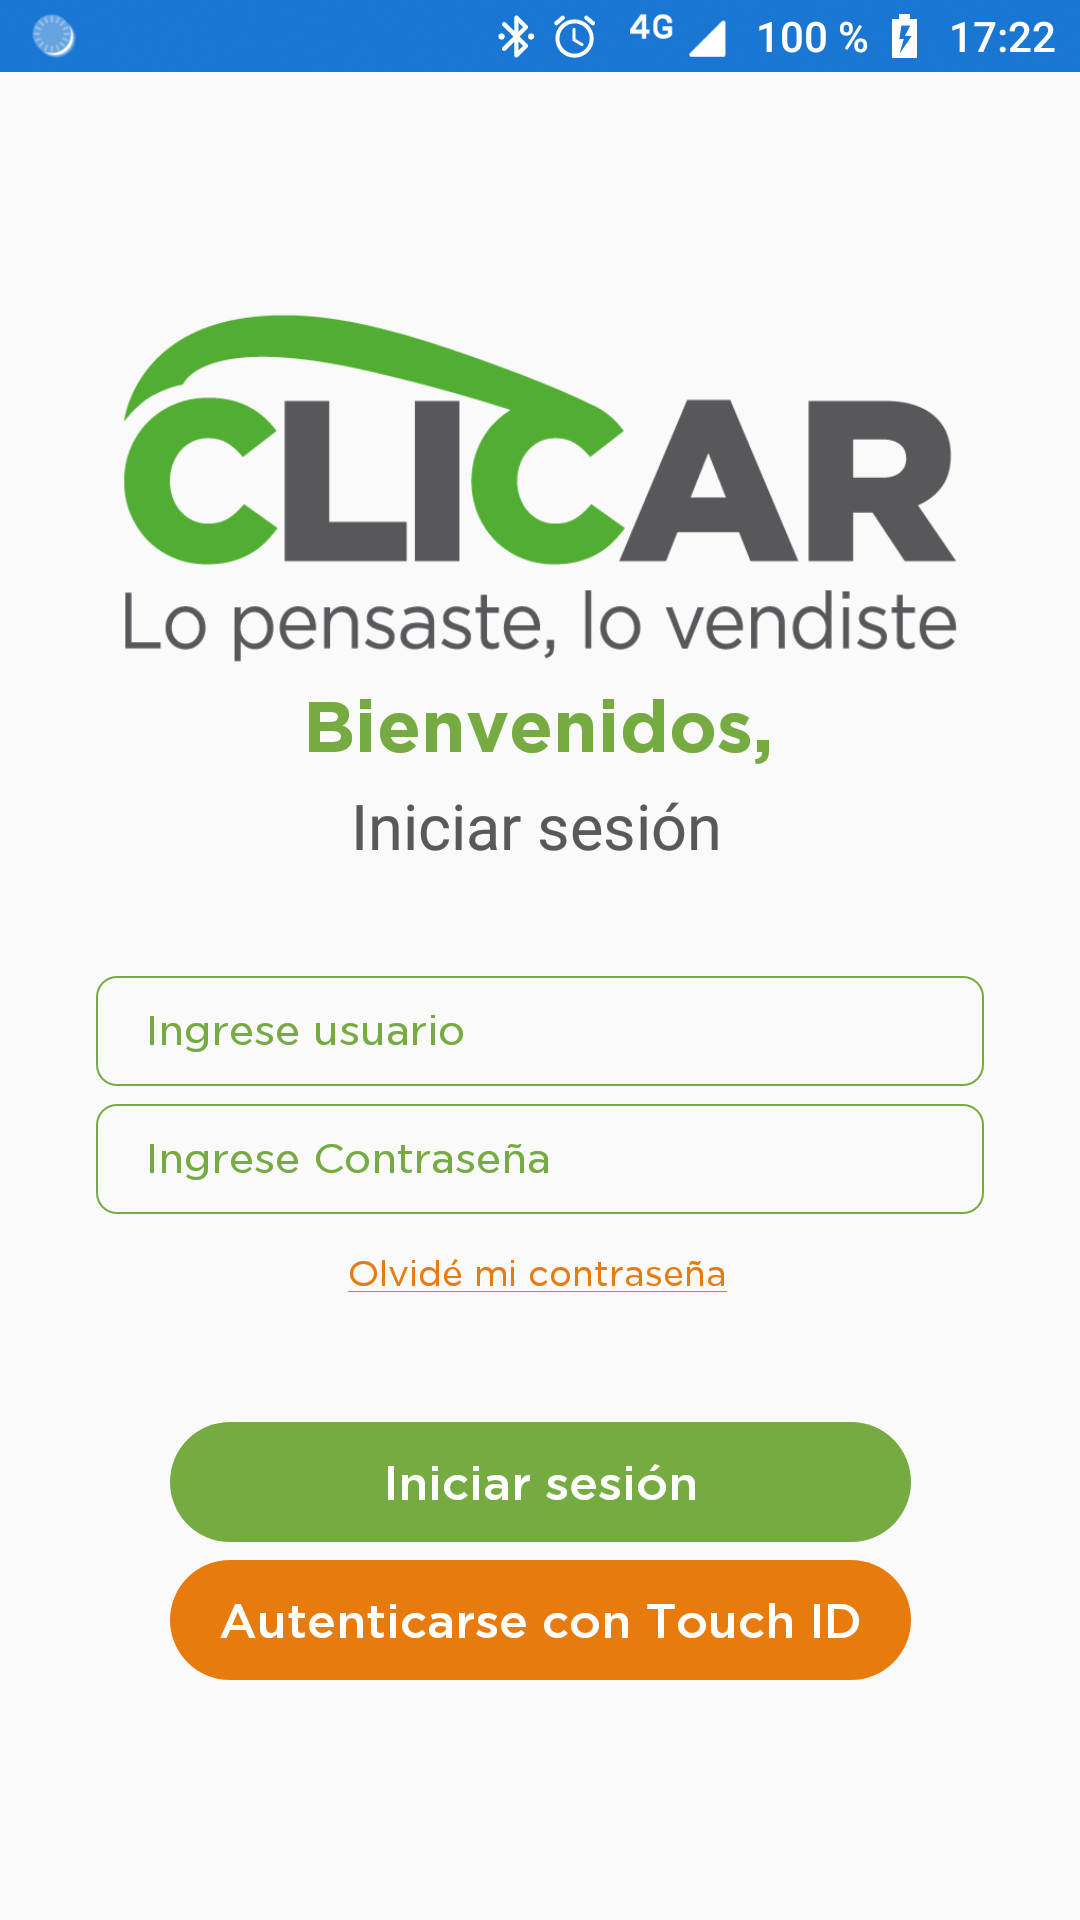 4G 100 % 17:22
CLICAR
Lo pensaste, lo vendiste
Bienvenidos,
Iniciar sesión
Ingrese usuario
Ingrese Contraseña
Olvidé mi contraseña
Iniciar sesión
Autenticarse con Touch ID